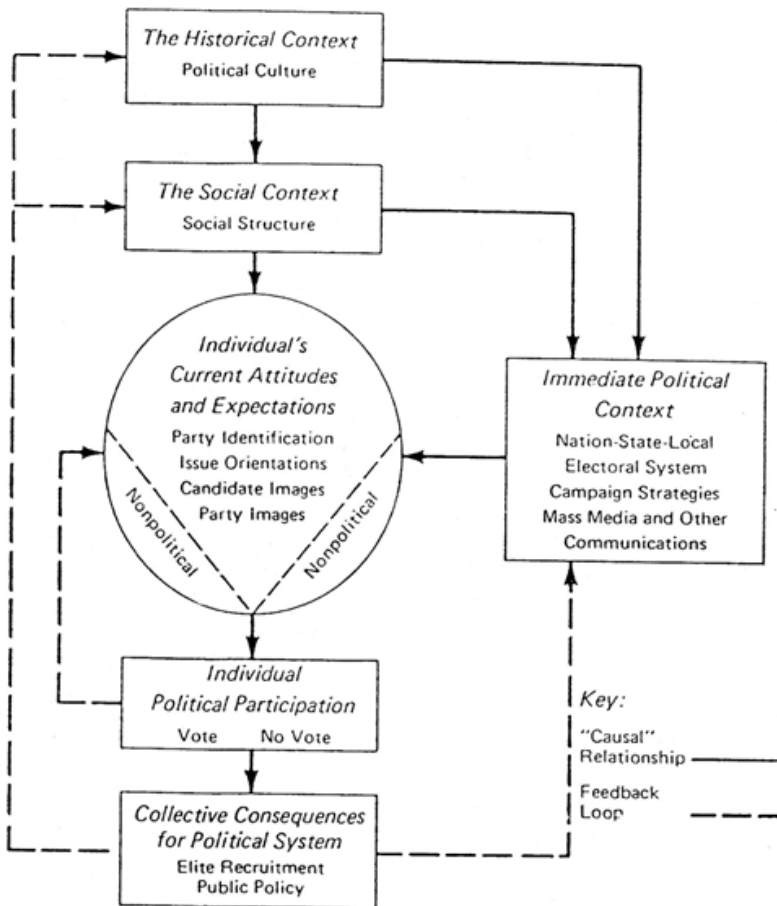 The Historical Context
Political Culture
The Social Context
Social Structure
Individual's
Current Attitudes
and Expectations
Party Identification
Issue Orientations
Candidate Images
Party Images
Nonpolitical
Nonpolitical
Immediate Political
Context
Nation-State-Local
Electoral System
Campaign Strategies
Mass Media and Other
Communications
Individual
Political Participation
Vote No Vote
Collective Consequences
for Political System
Elite Recruitment
Public Policy
Key:
"Causal"
Relationship
Feedback
Loop